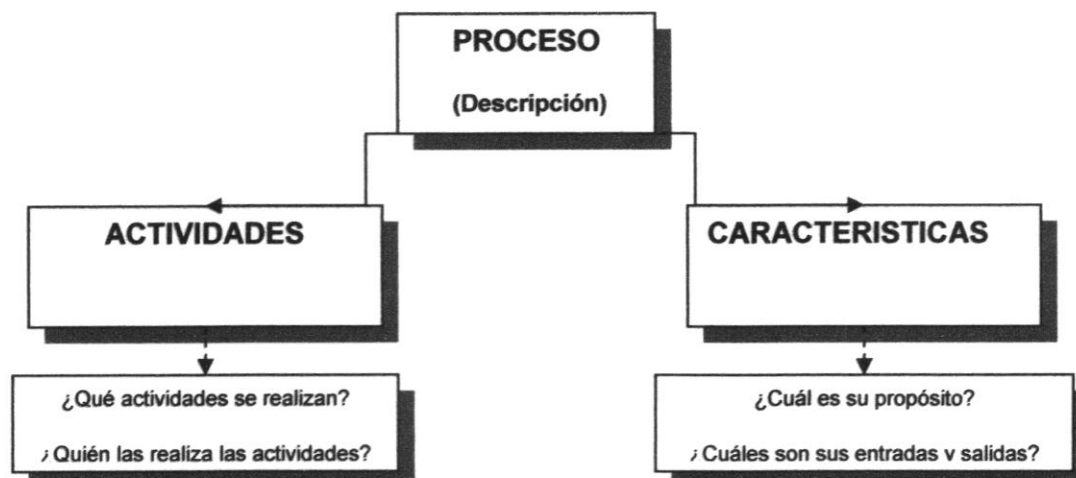 PROCESO
(Descripción)
ACTIVIDADES
CARACTERISTICAS
¿Qué actividades se realizan?
¿Quién las realiza las actividades?
¿Cuál es su propósito?
¿Cuáles son sus entradas y salidas?